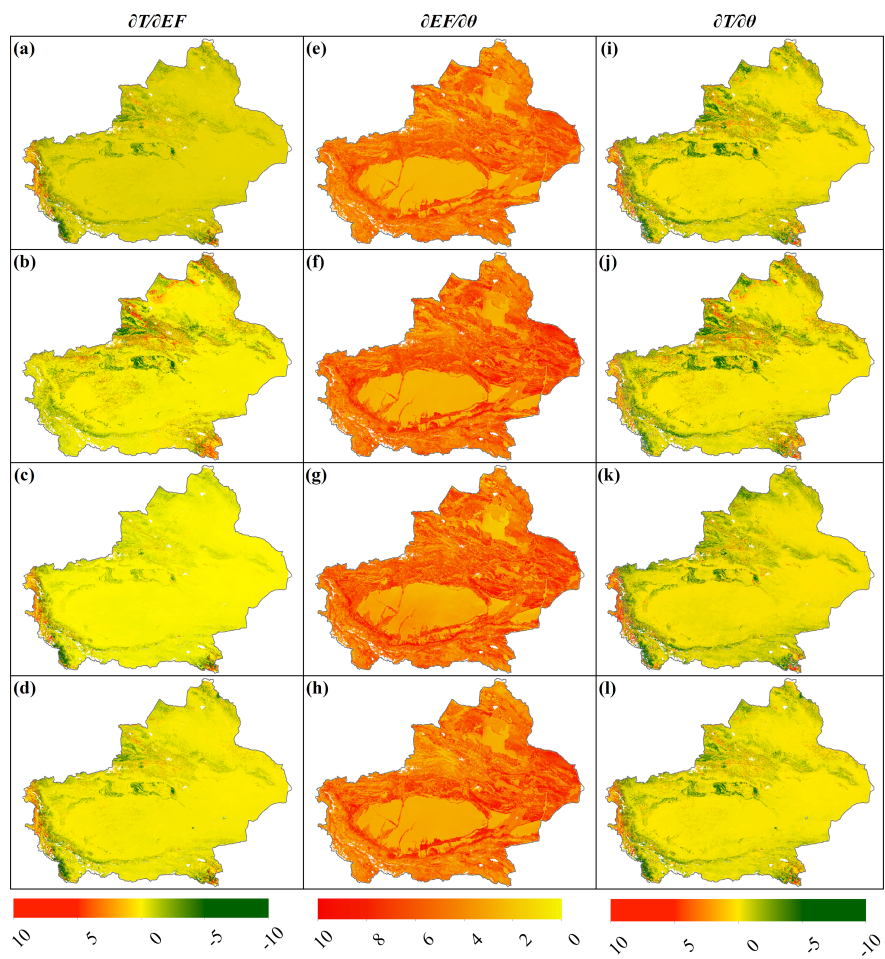 ∂T/∂EF ∂EF/∂θ ∂T/∂θ
(a) (e) (i)
(b) (f) (j)
(c) (g) (k)
(d) (h) (l)
10 5 0 -5 -10 10 8 6 4 2 0 10 5 0 -5 -10